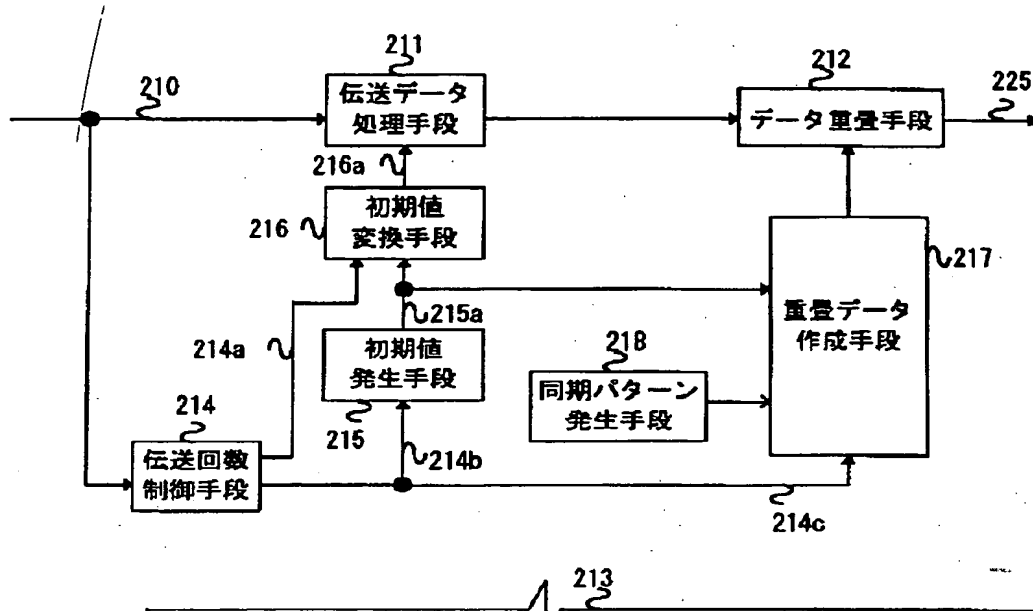 211
伝送データ
処理手段
210
212
データ重畳手段
225
216a
216
初期値
変換手段
217
重畳データ
作成手段
215a
214a
初期値
発生手段
215
218
同期パターン
発生手段
214
伝送回数
制御手段
214b
214c
213